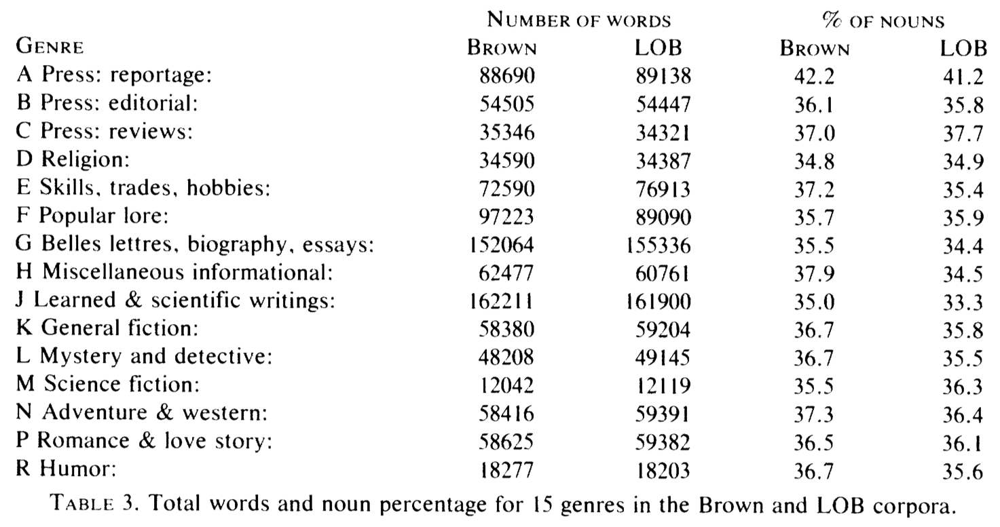 NUMBER OF WORDS % OF NOUNS
GENRE BROWN LOB BROWN LOB
A Press: reportage: 88690 89138 42.2 41.2
B Press: editorial: 54505 54447 36.1 35.8
C Press: reviews: 35346 34321 37.0 37.7
D Religion: 34590 34387 34.8 34.9
E Skills, trades, hobbies: 72590 76913 37.2 35.4
F Popular lore: 97223 89090 35.7 35.9
G Belles lettres, biography, essays: 152064 155336 35.5 34.4
H Miscellaneous informational: 62477 60761 37.9 34.5
J Learned & scientific writings: 162211 161900 35.0 33.3
K General fiction: 58380 59204 36.7 35.8
L Mystery and detective: 48208 49145 36.7 35.5
M Science fiction: 12042 12119 35.5 36.3
N Adventure & western: 58416 59391 37.3 36.4
P Romance & love story: 58625 59382 36.5 36.1
R Humor: 18277 18203 36.7 35.6
TABLE 3. Total words and noun percentage for 15 genres in the Brown and LOB corpora.